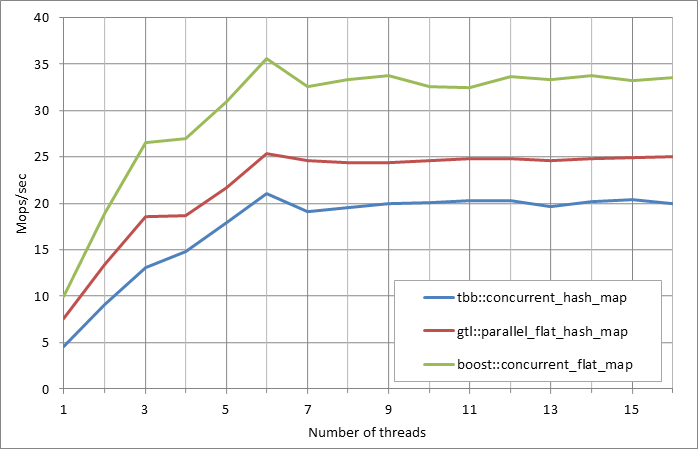 40
35
30
25
20
15
10
5
0
Mops/sec
tbb::concurrent_hash_map
gtl::parallel_flat_hash_map
boost::concurrent_flat_map
1 3 5 7 9 11 13 15
Number of threads